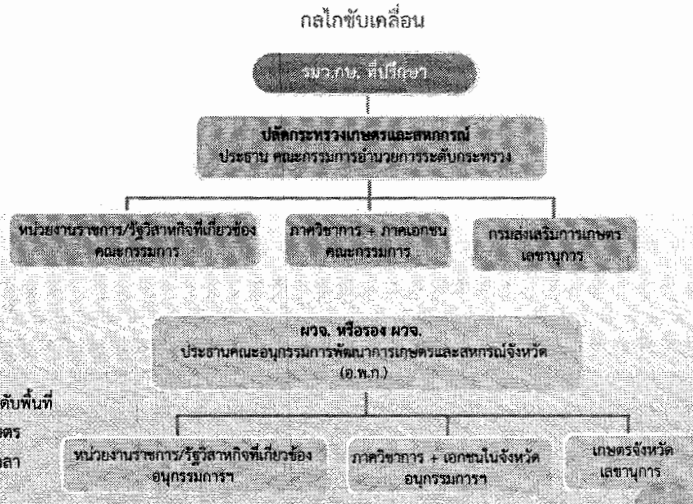 กลไกขับเคลื่อน
รมว.กษ. ที่ปรึกษา
ปลัดกระทรวงเกษตรและสหกรณ์
ประธาน คณะกรรมการอำนวยการระดับกระทรวง
หน่วยงานราชการ/รัฐวิสาหกิจที่เกี่ยวข้อง
คณะกรรมการ
ภาควิชาการ + ภาคเอกชน
คณะกรรมการ
กรมส่งเสริมการเกษตร
เลขานุการ
ผวจ. หรือรอง ผวจ.
ประธานคณะอนุกรรมการพัฒนาการเกษตรและสหกรณ์จังหวัด
(อ.พ.ก.)
ดับพื้นที่
ษตร
ลา
หน่วยงานราชการ/รัฐวิสาหกิจที่เกี่ยวข้อง
อนุกรรมการฯ
ภาควิชาการ + เอกชนในจังหวัด
อนุกรรมการฯ
เกษตรจังหวัด
เลขานุการ